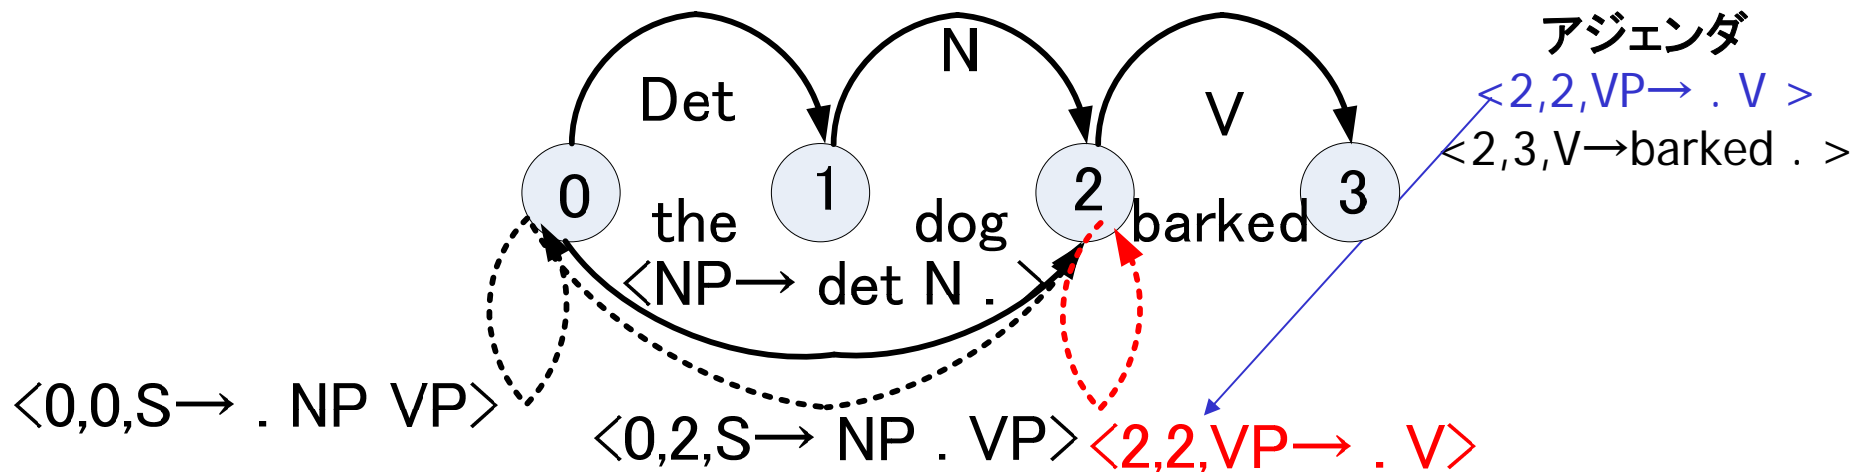 アジェンダ
<2,2,VP→ . V >
<2,3,V→barked . >
Det
N
V
0
1
2
3
the
dog
barked
<NP→ det N . >
<0,0,S→ . NP VP>
<0,2,S→ NP . VP>
<2,2,VP→ . V>